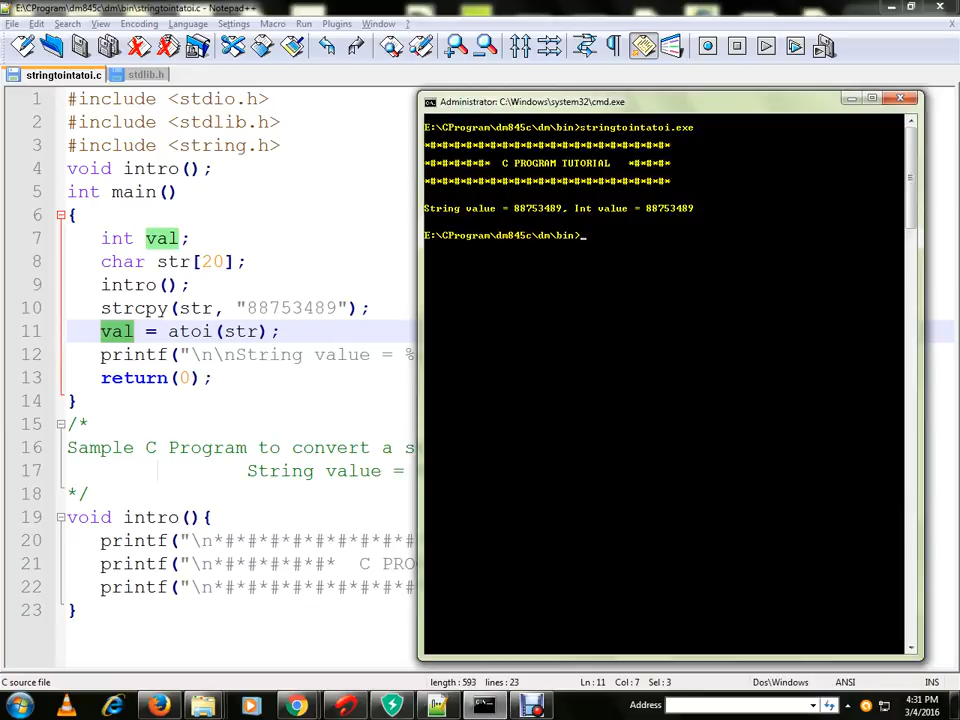 E:\CProgram\dm845c\dm\bin\stringtointatoi.c - Notepad++
File Edit Search View Encoding Language Settings Macro Run Plugins Window ?
stringtointatoi.c stdlib.h
1 #include <stdio.h>
2 #include <stdlib.h>
3 #include <string.h>
4 void intro();
5 int main()
6 {
7 int val;
8 char str[20];
9 intro();
10 strcpy(str, "88753489");
11 val = atoi(str);
12 printf("\n\nString value = %
13 return(0);
14 }
15 /*
16 Sample C Program to convert a s
17 String value =
18 */
19 void intro(){
20 printf("\n*#*#*#*#*#*#*#*#
21 printf("\n*#*#*#*#* C PRO
22 printf("\n*#*#*#*#*#*#*#*#
23 }
Administrator: C:\Windows\system32\cmd.exe
E:\CProgram\dm845c\dm\bin>stringtointatoi.exe
*#*#*#*#*#*#*#*#*#*#*#*#*#*#*#*#*#*#*#*#*
*#*#*#*#*#* C PROGRAM TUTORIAL *#*#*#*
*#*#*#*#*#*#*#*#*#*#*#*#*#*#*#*#*#*#*#*#*
String value = 88753489, Int value = 88753489
E:\CProgram\dm845c\dm\bin>_
C source file length : 593 lines : 23 Ln : 11 Col : 7 Sel : 3 Dos\Windows ANSI INS
Address 4:31 PM
3/4/2016